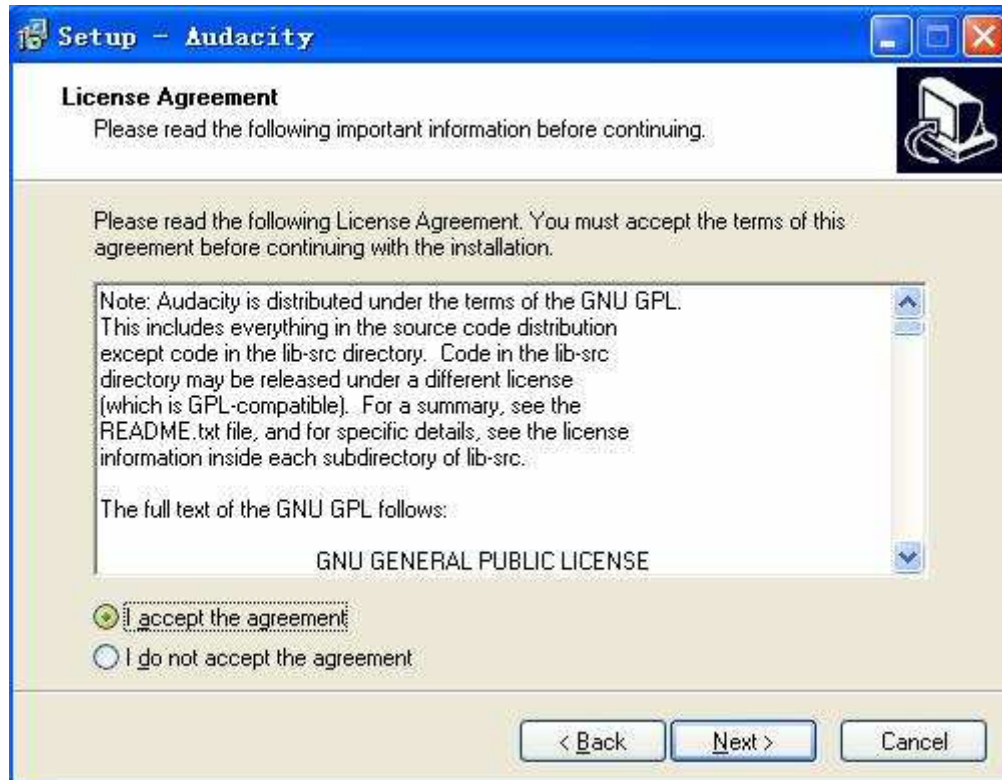 Setup - Audacity
License Agreement
Please read the following important information before continuing.
Please read the following License Agreement. You must accept the terms of this
agreement before continuing with the installation.
Note: Audacity is distributed under the terms of the GNU GPL.
This includes everything in the source code distribution
except code in the lib-src directory.  Code in the lib-src
directory may be released under a different license
(which is GPL-compatible).  For a summary, see the
README.txt file, and for specific details, see the license
information inside each subdirectory of lib-src.
The full text of the GNU GPL follows:
GNU GENERAL PUBLIC LICENSE
I accept the agreement
I do not accept the agreement
< Back Next > Cancel